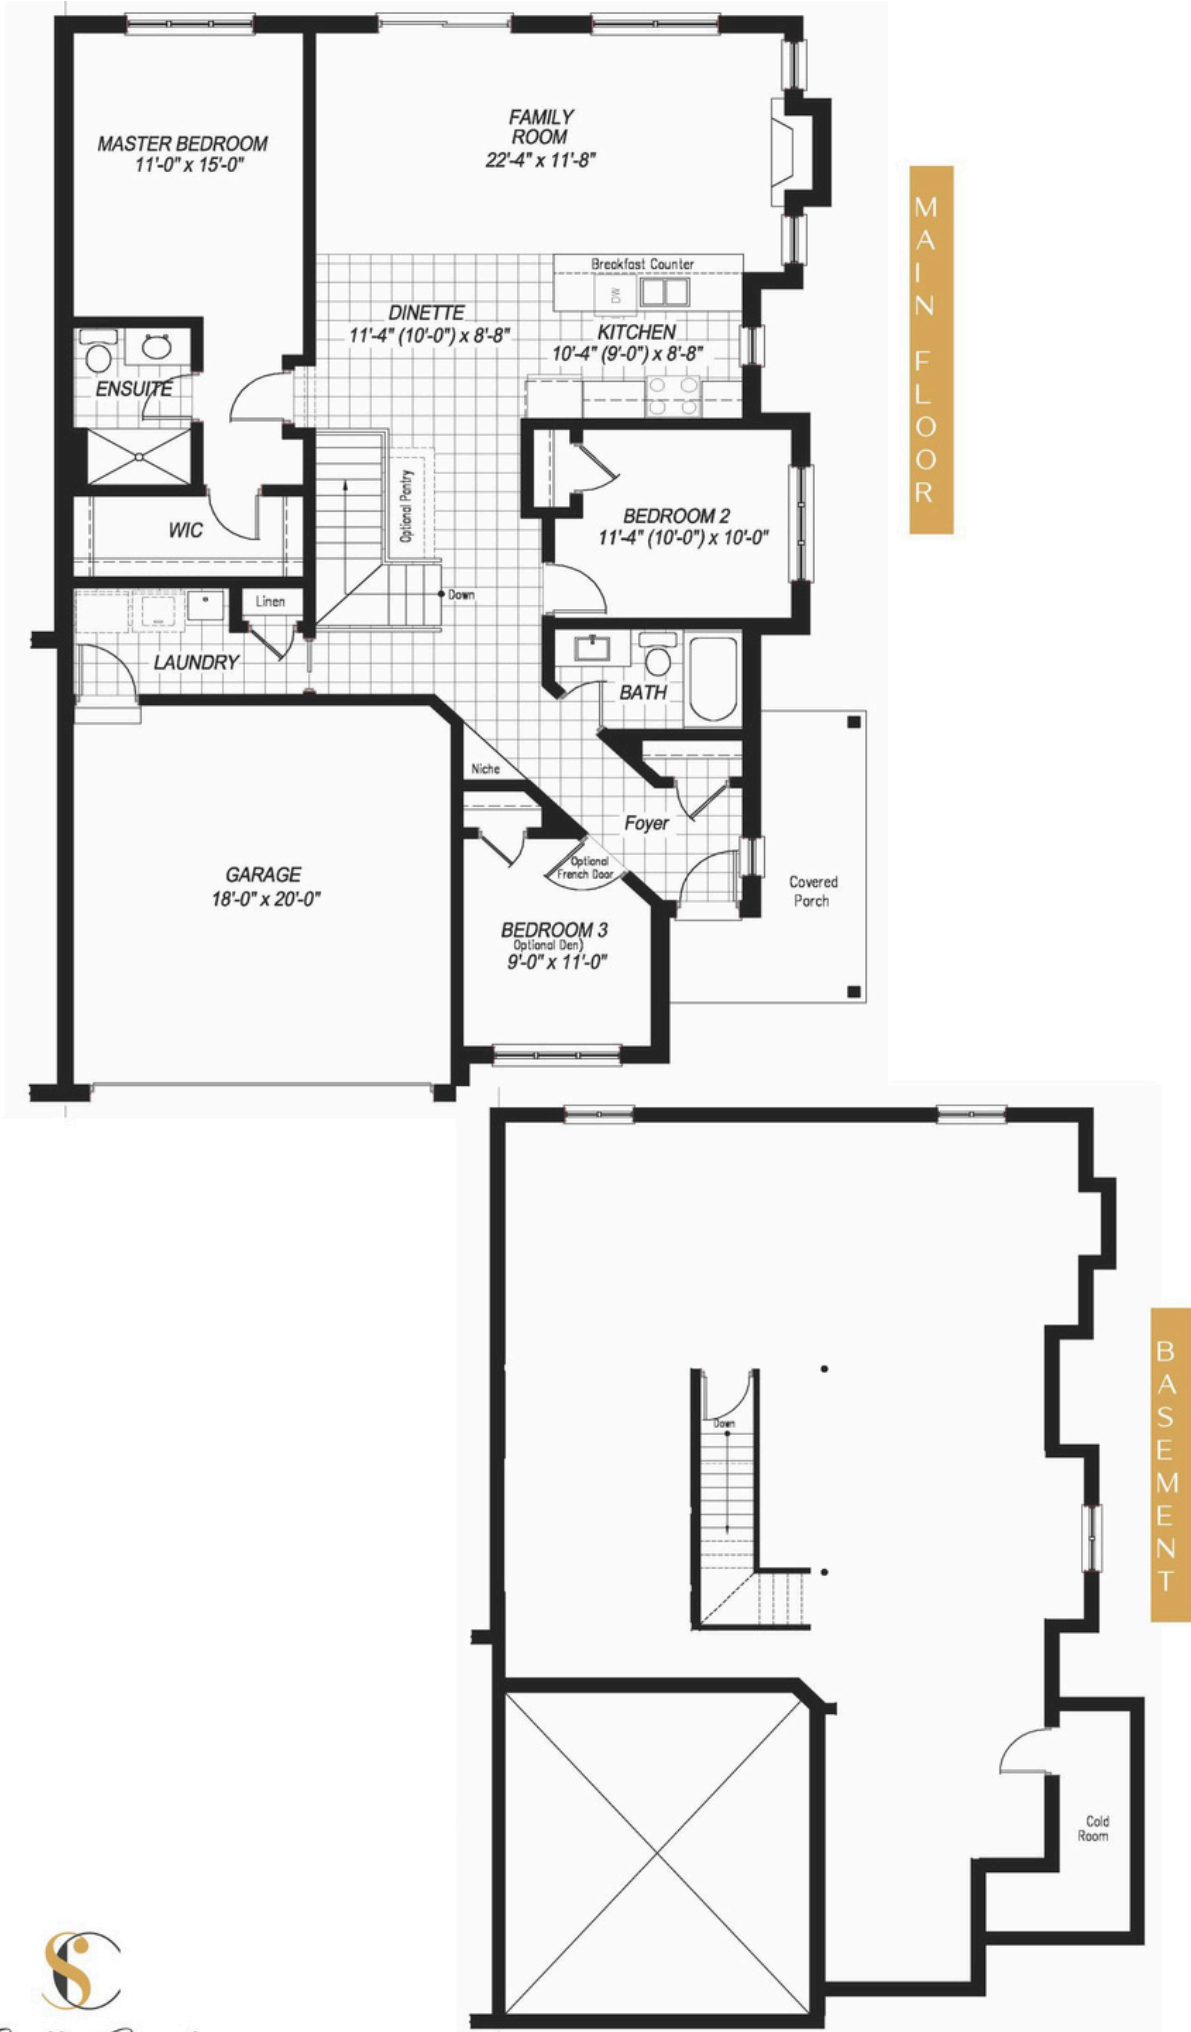 MASTER BEDROOM
11'-0" x 15'-0"
FAMILY
ROOM
22'-4" x 11'-8"
MAIN FLOOR
Breakfast Counter
DW
DINETTE
11'-4" (10'-0") x 8'-8"
KITCHEN
10'-4" (9'-0") x 8'-8"
ENSUITE
Optional Pantry
WIC
BEDROOM 2
11'-4" (10'-0") x 10'-0"
Linen
Down
LAUNDRY
BATH
Niche
Foyer
GARAGE
18'-0" x 20'-0"
Optional
French Door
Covered
Porch
BEDROOM 3
Optional Den)
9'-0" x 11'-0"
BASEMENT
Down
Cold
Room
SC